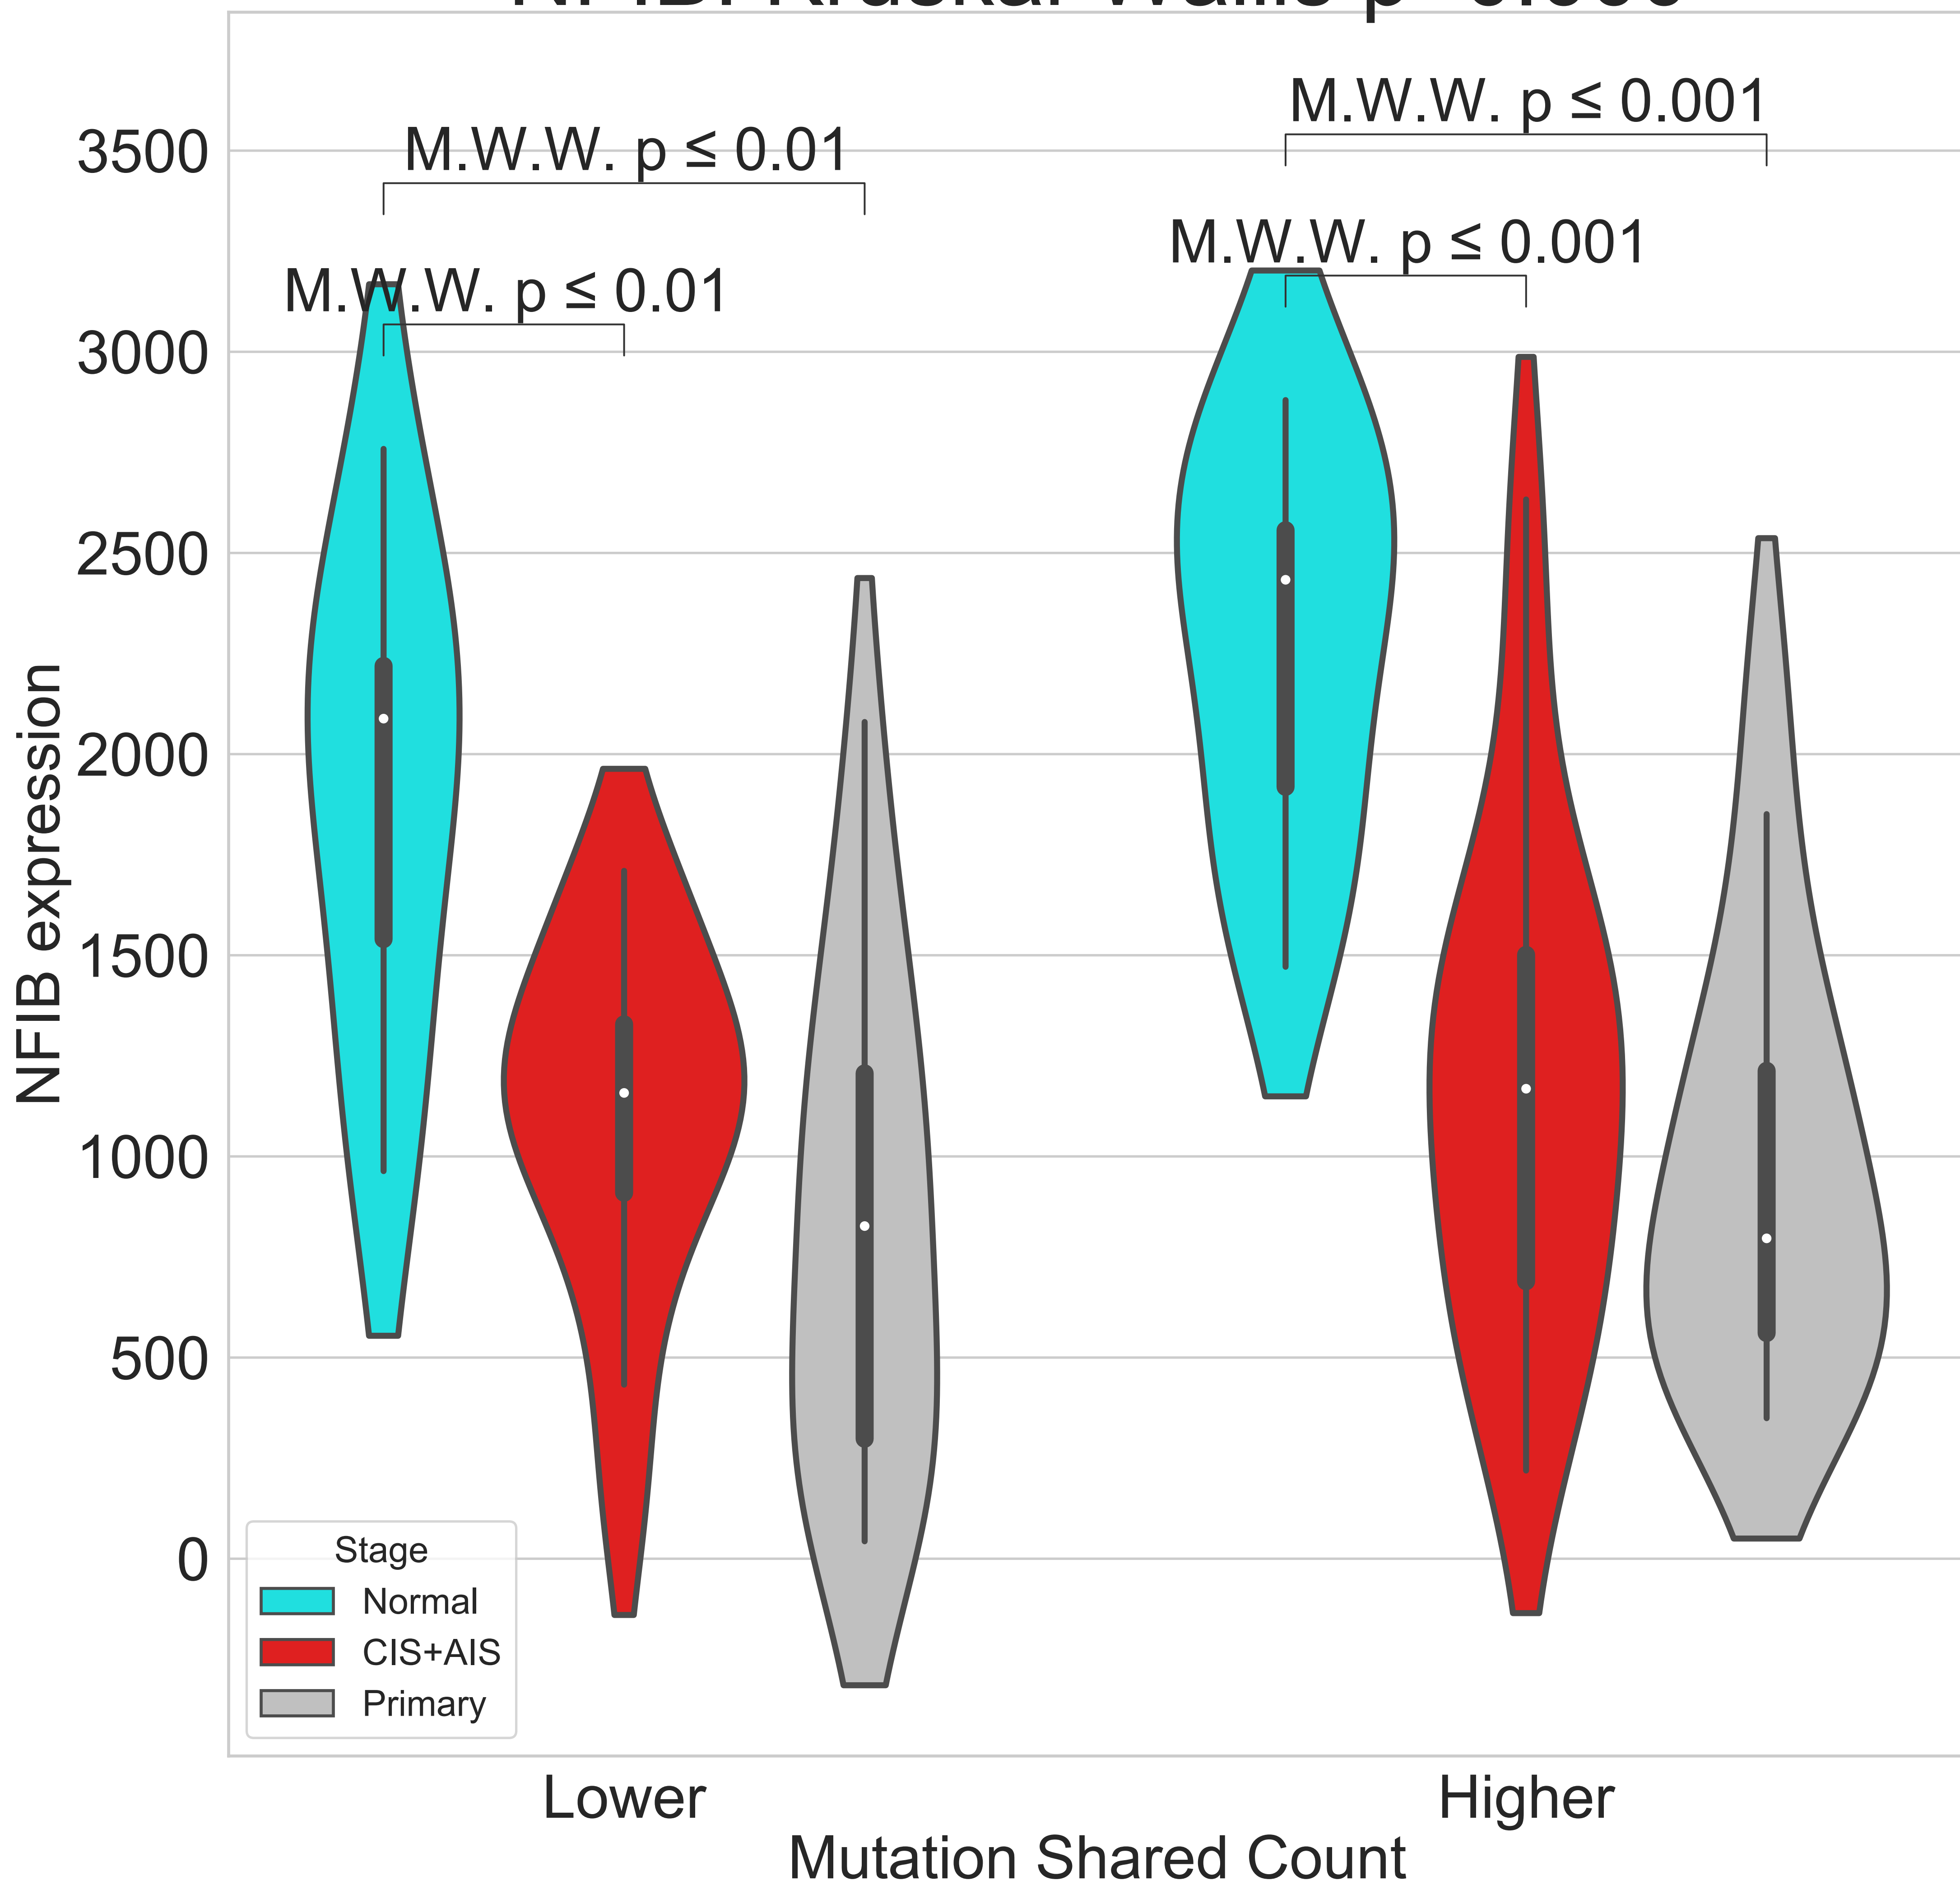 M.W.W. p ≤ 0.001
M.W.W. p ≤ 0.01
M.W.W. p ≤ 0.001
M.W.W. p ≤ 0.01
3500
3000
2500
2000
1500
1000
500
0
NFIB expression
Stage
Normal
CIS+AIS
Primary
Lower
Higher
Mutation Shared Count